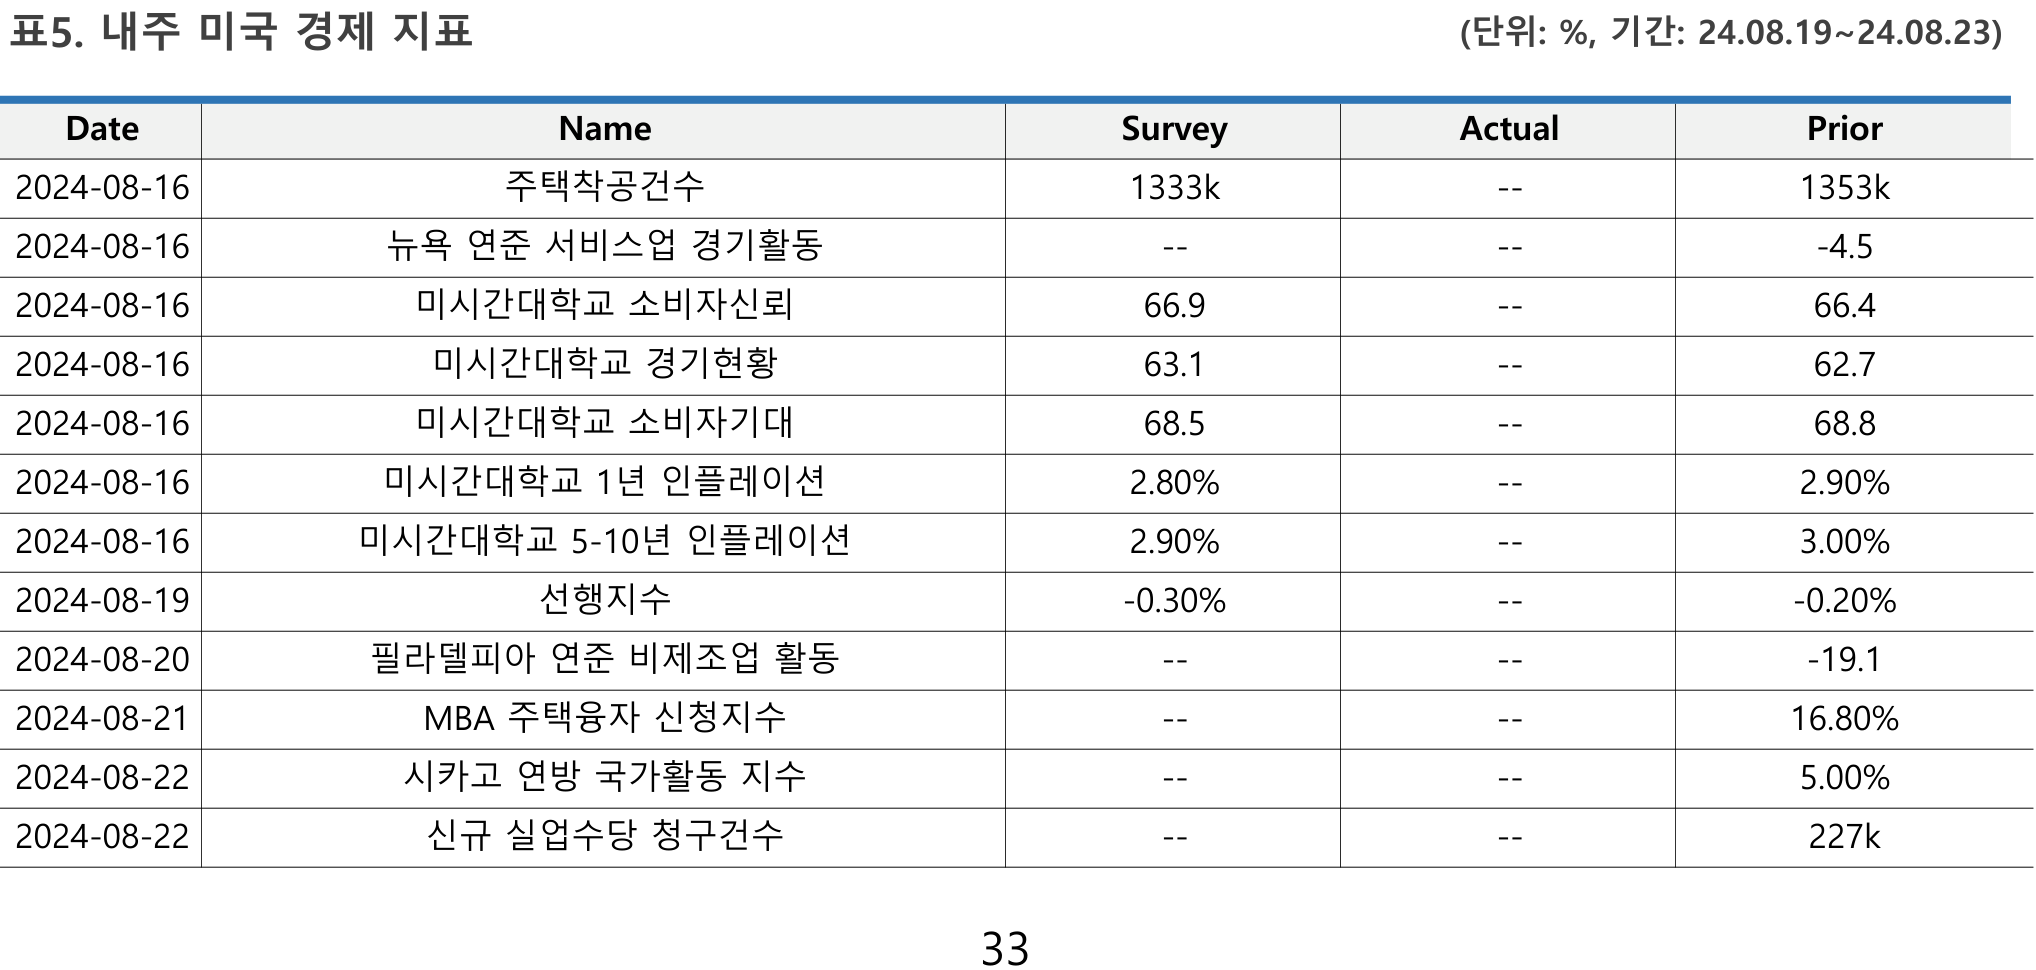 표5. 내주 미국 경제 지표 (단위: %, 기간: 24.08.19~24.08.23)
Date Name Survey Actual Prior
2024-08-16 주택착공건수 1333k -- 1353k
2024-08-16 뉴욕 연준 서비스업 경기활동 -- -- -4.5
2024-08-16 미시간대학교 소비자신뢰 66.9 -- 66.4
2024-08-16 미시간대학교 경기현황 63.1 -- 62.7
2024-08-16 미시간대학교 소비자기대 68.5 -- 68.8
2024-08-16 미시간대학교 1년 인플레이션 2.80% -- 2.90%
2024-08-16 미시간대학교 5-10년 인플레이션 2.90% -- 3.00%
2024-08-19 선행지수 -0.30% -- -0.20%
2024-08-20 필라델피아 연준 비제조업 활동 -- -- -19.1
2024-08-21 MBA 주택융자 신청지수 -- -- 16.80%
2024-08-22 시카고 연방 국가활동 지수 -- -- 5.00%
2024-08-22 신규 실업수당 청구건수 -- -- 227k
33